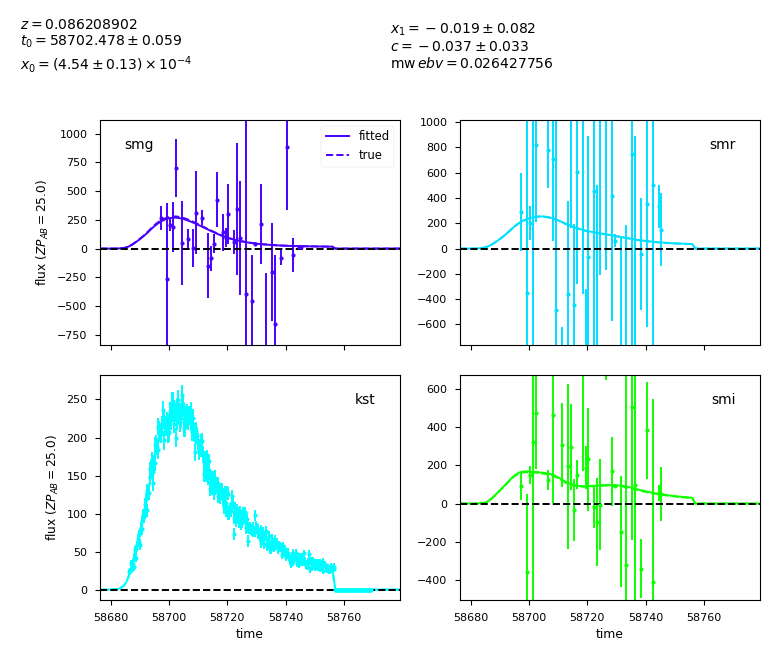 z = 0.086208902
t₀ = 58702.478 ± 0.059
x₀ = (4.54 ± 0.13) × 10⁻⁴
x₁ = −0.019 ± 0.082
c = −0.037 ± 0.033
mw ebv = 0.026427756
smg
fitted
true
1000
750
500
250
0
−250
−500
−750
flux (ZP_AB = 25.0)
smr
1000
800
600
400
200
0
−200
−400
−600
kst
250
200
150
100
50
0
flux (ZP_AB = 25.0)
58680 58700 58720 58740 58760
time
smi
600
400
200
0
−200
−400
58680 58700 58720 58740 58760
time